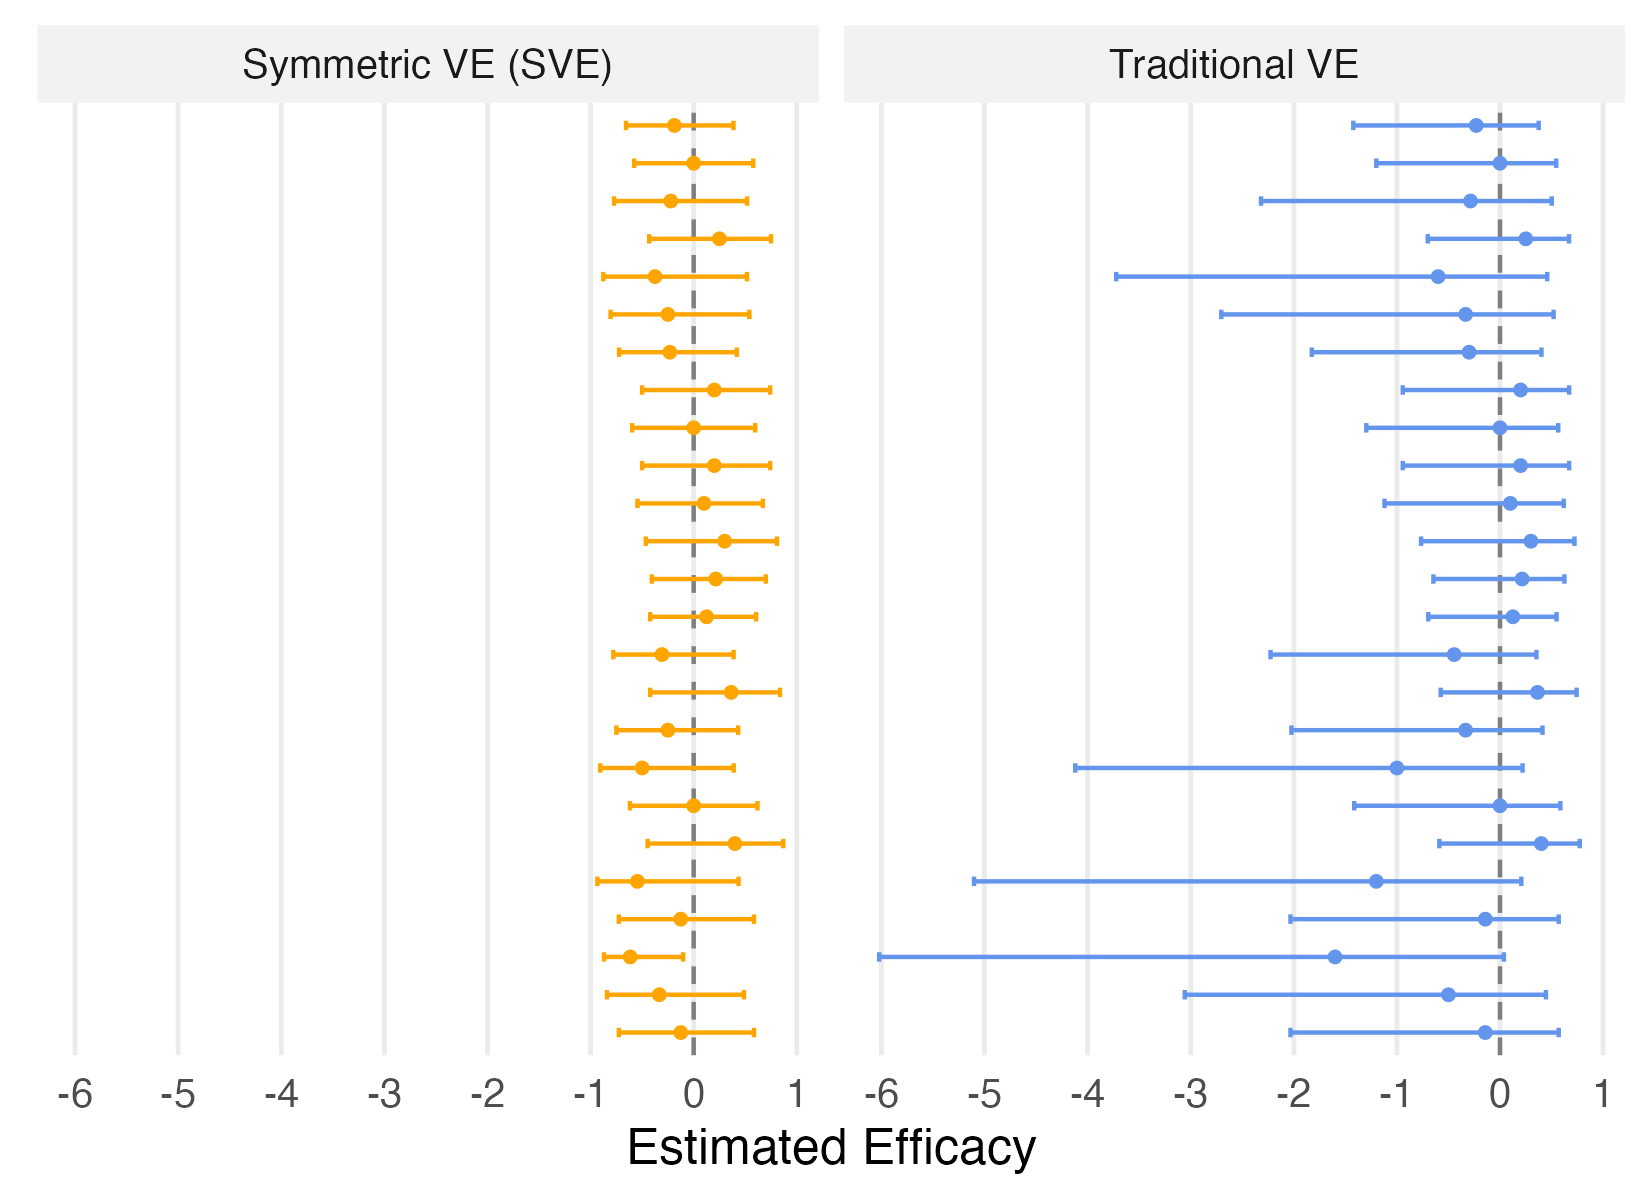 Symmetric VE (SVE) Traditional VE
-6 -5 -4 -3 -2 -1 0 1 -6 -5 -4 -3 -2 -1 0 1
Estimated Efficacy